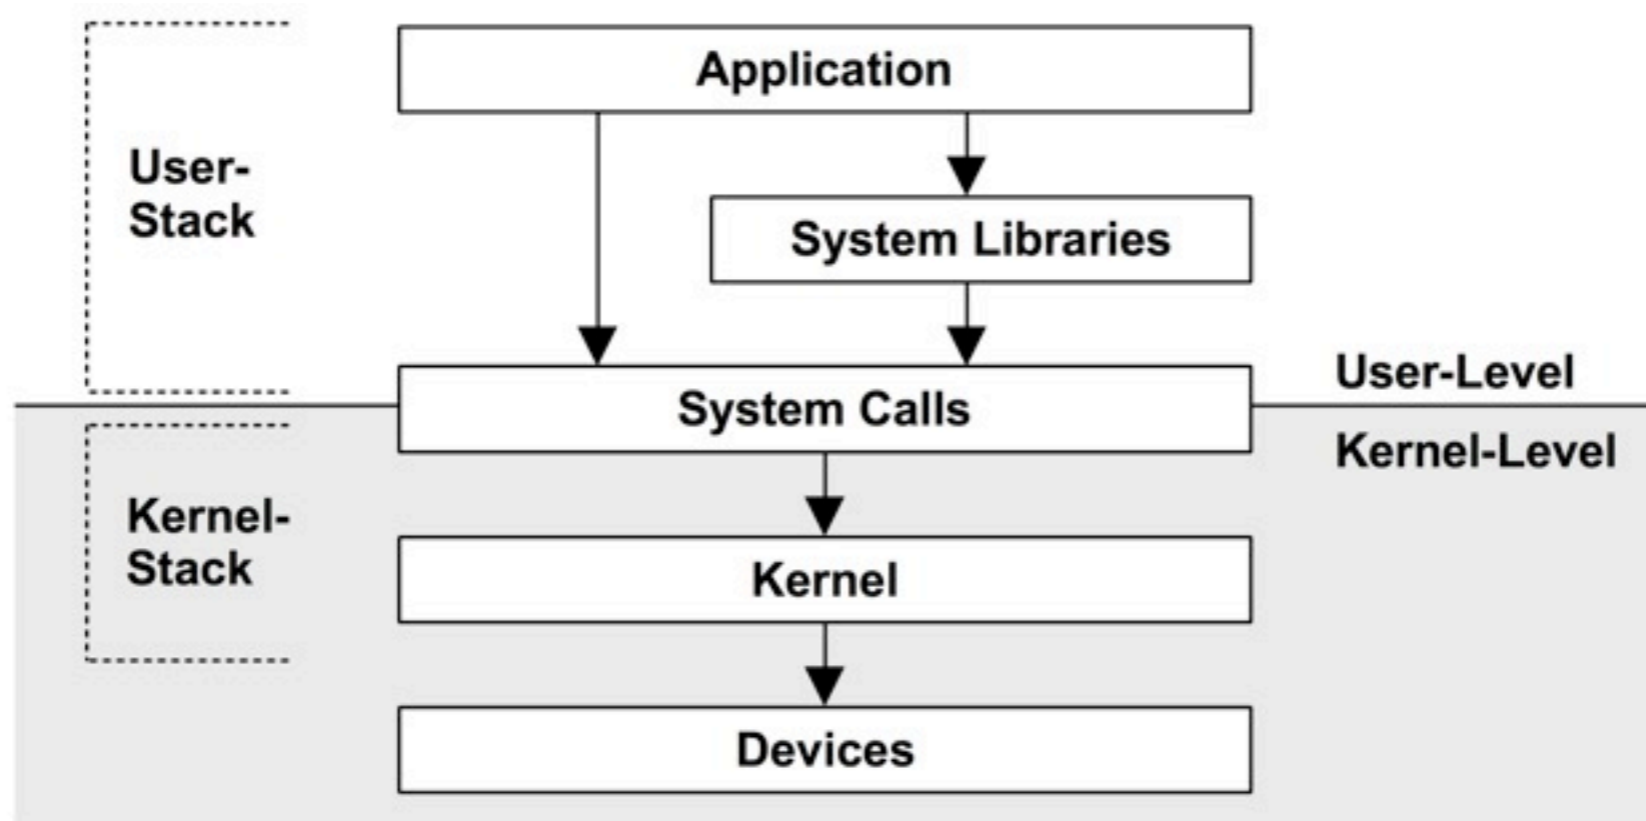 Application
User-
Stack
System Libraries
User-Level
System Calls
Kernel-Level
Kernel-
Stack
Kernel
Devices